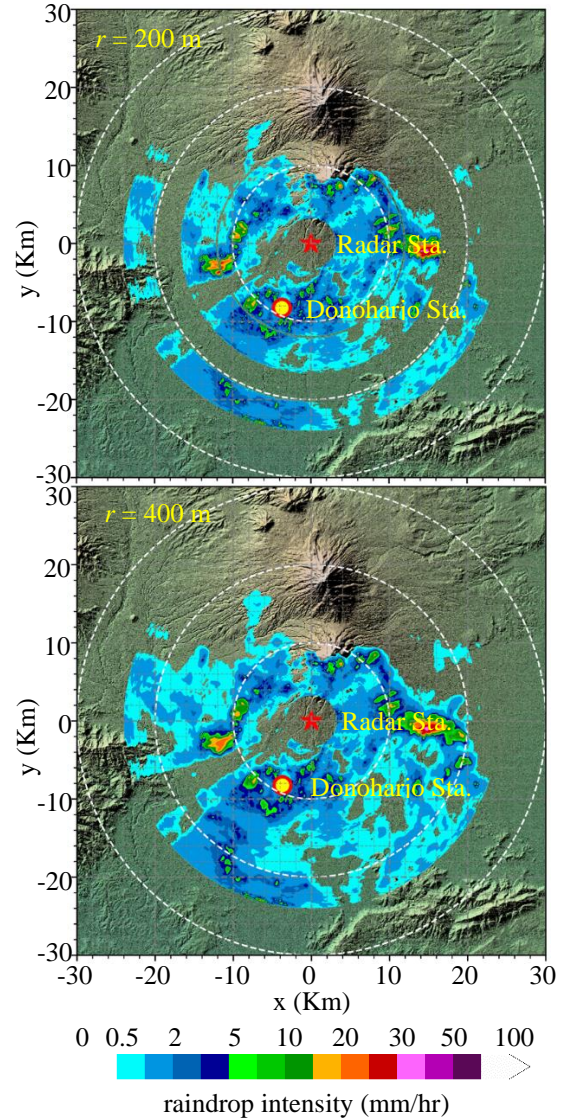 30
r = 200 m
20
10
0
Radar Sta.
y (Km)
Donoharjo Sta.
-10
-20
-30
30
r = 400 m
20
10
0
Radar Sta.
y (Km)
Donoharjo Sta.
-10
-20
-30
-30 -20 -10 0 10 20 30
x (Km)
0 0.5 2 5 10 20 30 50 100
raindrop intensity (mm/hr)